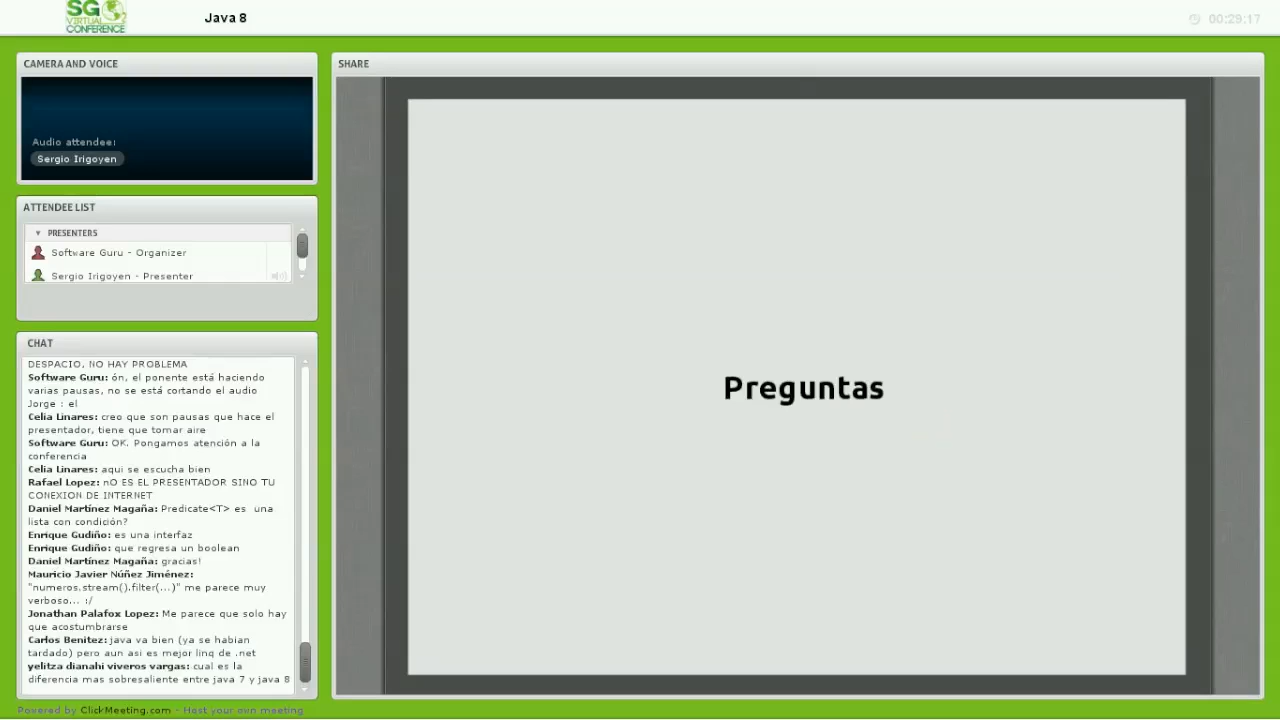 SG
VIRTUAL
CONFERENCE
Java 8
00:29:17
CAMERA AND VOICE
Audio attendee:
Sergio Irigoyen
ATTENDEE LIST
PRESENTERS
Software Guru - Organizer
Sergio Irigoyen - Presenter
CHAT
DESPACIO, NO HAY PROBLEMA
Software Guru: ón, el ponente está haciendo
varias pausas, no se está cortando el audio
Jorge : el
Celia Linares: creo que son pausas que hace el
presentador, tiene que tomar aire
Software Guru: OK. Pongamos atención a la
conferencia
Celia Linares: aqui se escucha bien
Rafael Lopez: nO ES EL PRESENTADOR SINO TU
CONEXION DE INTERNET
Daniel Martínez Magaña: Predicate<T> es una
lista con condición?
Enrique Gudiño: es una interfaz
Enrique Gudiño: que regresa un boolean
Daniel Martínez Magaña: gracias!
Mauricio Javier Núñez Jiménez:
"numeros.stream().filter(...)" me parece muy
verboso... :/
Jonathan Palafox Lopez: Me parece que solo hay
que acostumbrarse
Carlos Benitez: java va bien (ya se habian
tardado) pero aun asi es mejor linq de .net
yelitza dianahi viveros vargas: cual es la
diferencia mas sobresaliente entre java 7 y java 8
SHARE
Preguntas
Powered by ClickMeeting.com - Host your own meeting